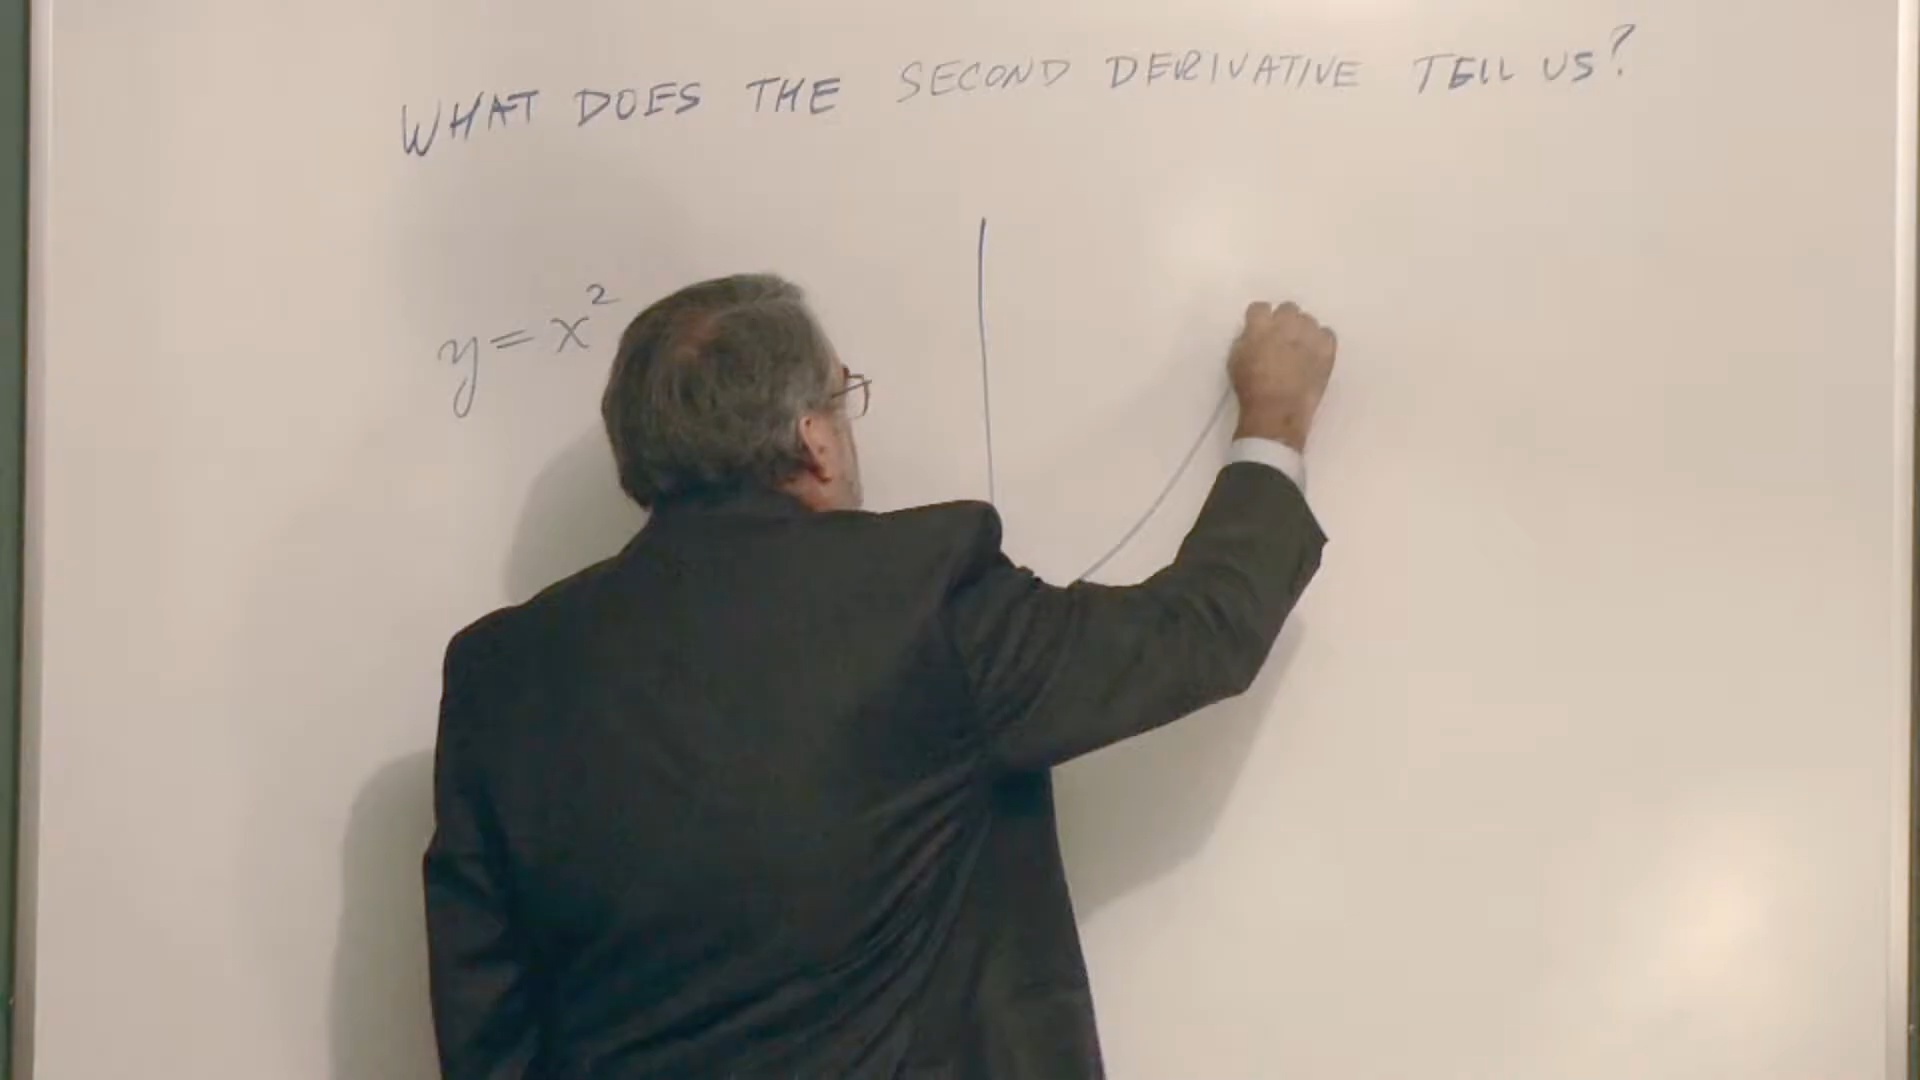 WHAT DOES THE SECOND DERIVATIVE TELL US?
y = x²